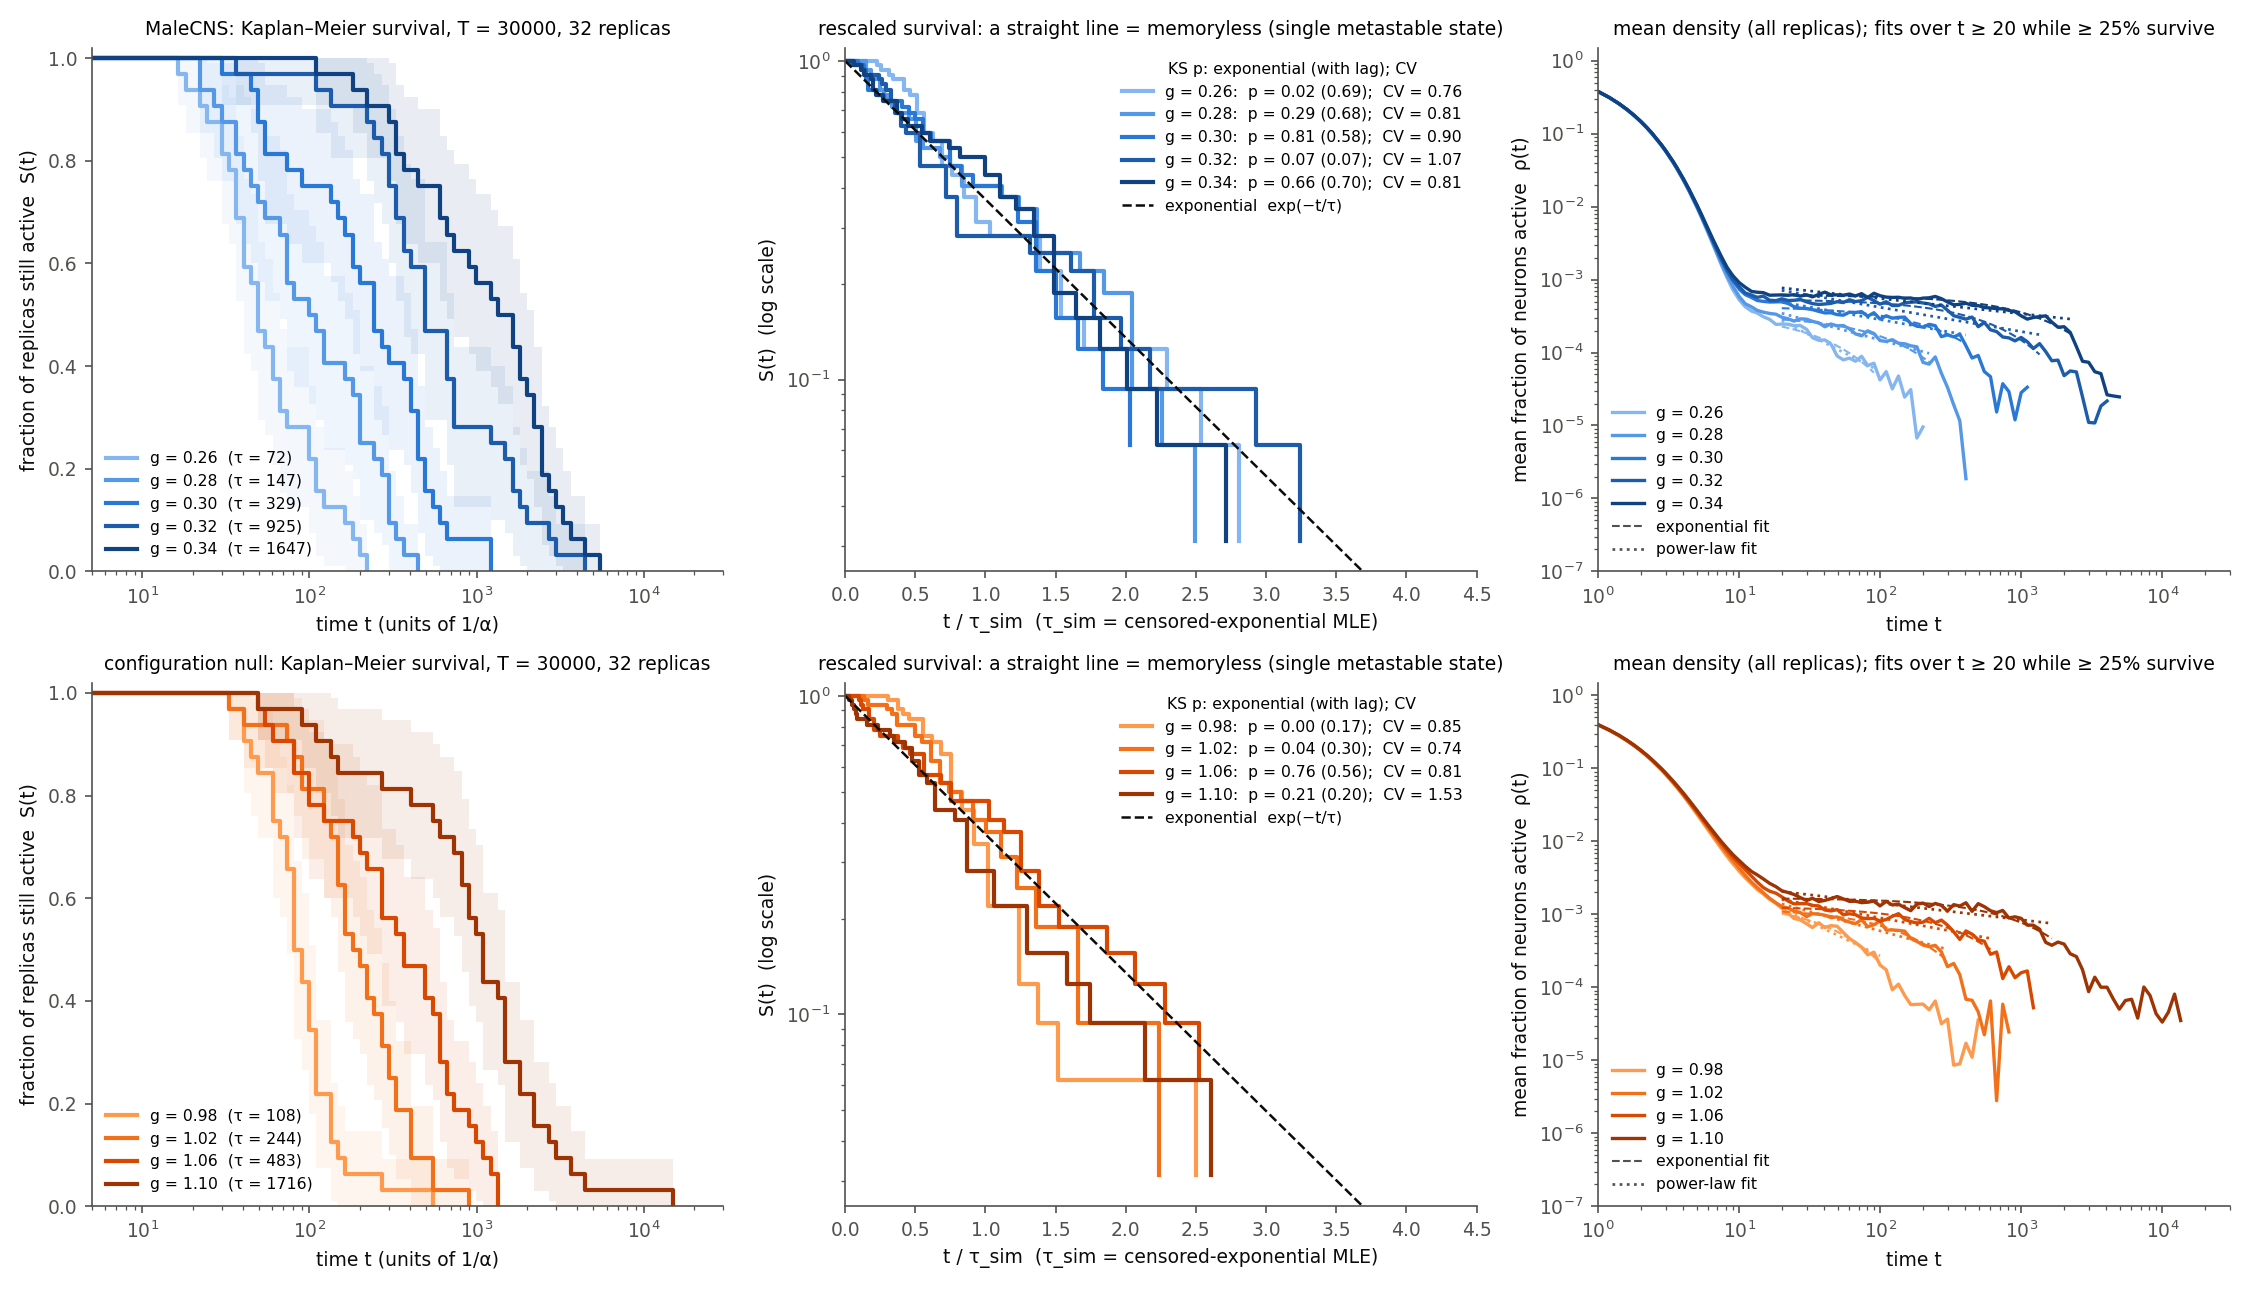 MaleCNS: Kaplan–Meier survival, T = 30000, 32 replicas
fraction of replicas still active  S(t)
1.0
0.8
0.6
0.4
0.2
0.0
g = 0.26  (τ = 72)
g = 0.28  (τ = 147)
g = 0.30  (τ = 329)
g = 0.32  (τ = 925)
g = 0.34  (τ = 1647)
10¹
10²
10³
10⁴
time t (units of 1/α)
rescaled survival: a straight line = memoryless (single metastable state)
S(t)  (log scale)
10⁰
10⁻¹
KS p: exponential (with lag); CV
g = 0.26:  p = 0.02 (0.69);  CV = 0.76
g = 0.28:  p = 0.29 (0.68);  CV = 0.81
g = 0.30:  p = 0.81 (0.58);  CV = 0.90
g = 0.32:  p = 0.07 (0.07);  CV = 1.07
g = 0.34:  p = 0.66 (0.70);  CV = 0.81
exponential  exp(−t/τ)
0.0
0.5
1.0
1.5
2.0
2.5
3.0
3.5
4.0
4.5
t / τ_sim  (τ_sim = censored-exponential MLE)
mean density (all replicas); fits over t ≥ 20 while ≥ 25% survive
mean fraction of neurons active  ρ(t)
10⁰
10⁻¹
10⁻²
10⁻³
10⁻⁴
10⁻⁵
10⁻⁶
10⁻⁷
g = 0.26
g = 0.28
g = 0.30
g = 0.32
g = 0.34
exponential fit
power-law fit
10⁰
10¹
10²
10³
10⁴
time t
configuration null: Kaplan–Meier survival, T = 30000, 32 replicas
fraction of replicas still active  S(t)
1.0
0.8
0.6
0.4
0.2
0.0
g = 0.98  (τ = 108)
g = 1.02  (τ = 244)
g = 1.06  (τ = 483)
g = 1.10  (τ = 1716)
10¹
10²
10³
10⁴
time t (units of 1/α)
rescaled survival: a straight line = memoryless (single metastable state)
S(t)  (log scale)
10⁰
10⁻¹
KS p: exponential (with lag); CV
g = 0.98:  p = 0.00 (0.17);  CV = 0.85
g = 1.02:  p = 0.04 (0.30);  CV = 0.74
g = 1.06:  p = 0.76 (0.56);  CV = 0.81
g = 1.10:  p = 0.21 (0.20);  CV = 1.53
exponential  exp(−t/τ)
0.0
0.5
1.0
1.5
2.0
2.5
3.0
3.5
4.0
4.5
t / τ_sim  (τ_sim = censored-exponential MLE)
mean density (all replicas); fits over t ≥ 20 while ≥ 25% survive
mean fraction of neurons active  ρ(t)
10⁰
10⁻¹
10⁻²
10⁻³
10⁻⁴
10⁻⁵
10⁻⁶
10⁻⁷
g = 0.98
g = 1.02
g = 1.06
g = 1.10
exponential fit
power-law fit
10⁰
10¹
10²
10³
10⁴
time t